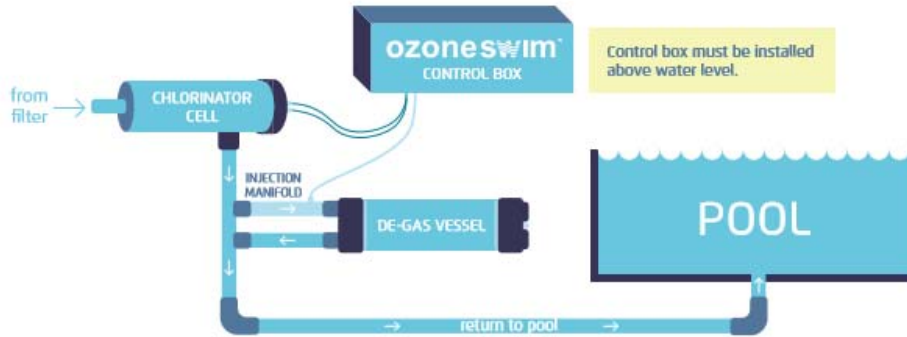 ozoneswim™
CONTROL BOX
Control box must be installed
above water level.
from
filter
CHLORINATOR
CELL
INJECTION
MANIFOLD
DE-GAS VESSEL
POOL
return to pool